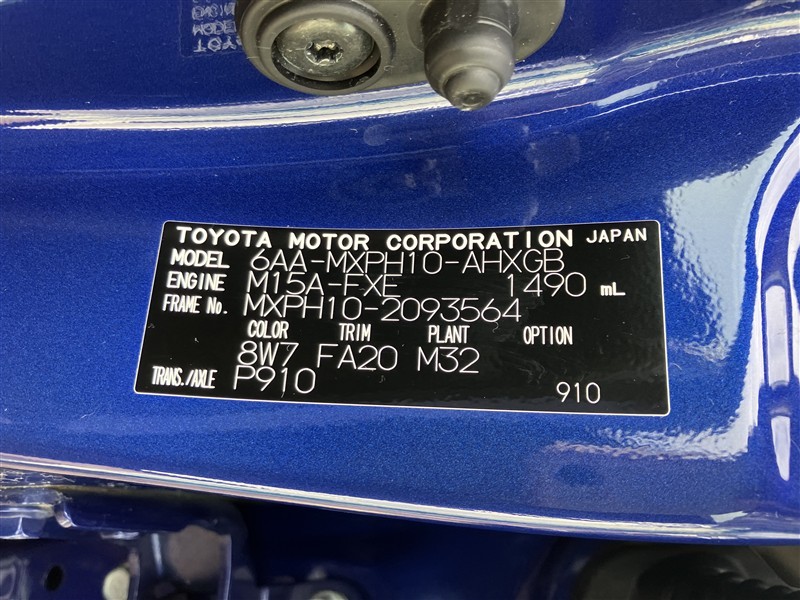 TOYOTA MOTOR CORPORATION JAPAN
MODEL 6AA-MXPH10-AHXGB
ENGINE M15A-FXE 1490 mL
FRAME No. MXPH10-2093564
COLOR TRIM PLANT OPTION
8W7 FA20 M32
TRANS./AXLE P910 910